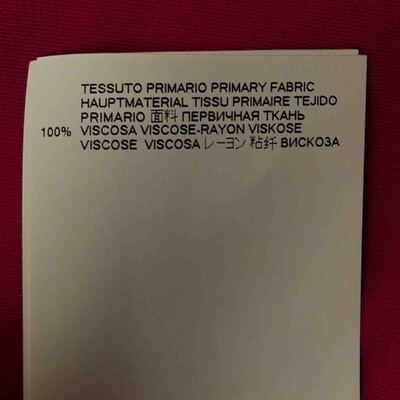 TESSUTO PRIMARIO PRIMARY FABRIC
HAUPTMATERIAL TISSU PRIMAIRE TEJIDO
PRIMARIO 面料 ПЕРВИЧНАЯ ТКАНЬ
100% VISCOSA VISCOSE-RAYON VISKOSE
VISCOSE VISCOSA レーヨン 粘纤 ВИСКОЗА